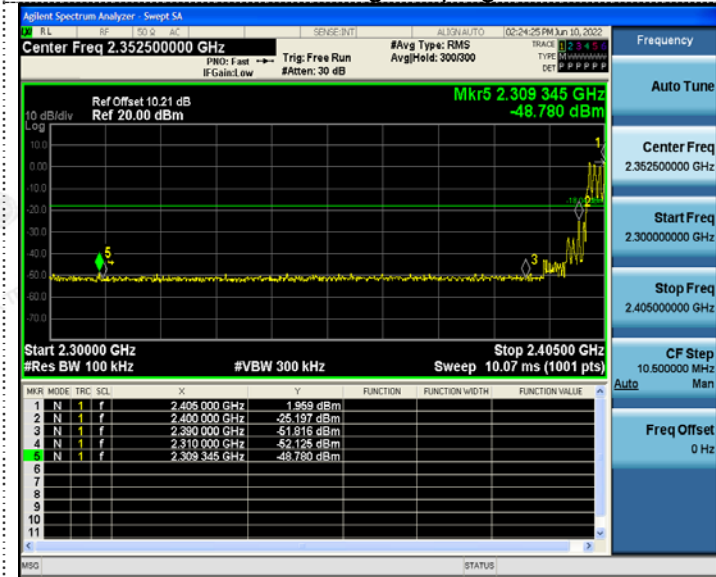 Agilent Spectrum Analyzer - Swept SA
RL RF 50 Ω AC SENSE:INT ALIGNAUTO 02:24:25 PM Jun 10, 2022
Center Freq 2.352500000 GHz #Avg Type: RMS TRACE 1 2 3 4 5 6
PNO: Fast Trig: Free Run Avg|Hold: 300/300 TYPE M
IFGain:Low #Atten: 30 dB DET P P P P P P
Mkr5 2.309 345 GHz
Ref Offset 10.21 dB
10 dB/div Ref 20.00 dBm -48.780 dBm
Log
10.0
0.00
-10.0
-20.0
-30.0
-40.0
-50.0
-60.0
-70.0
1
2
3
5
Start 2.30000 GHz Stop 2.40500 GHz
#Res BW 100 kHz #VBW 300 kHz Sweep 10.07 ms (1001 pts)
MKR MODE TRC SCL X Y FUNCTION FUNCTION WIDTH FUNCTION VALUE
1 N 1 f 2.405 000 GHz 1.959 dBm
2 N 1 f 2.400 000 GHz -25.197 dBm
3 N 1 f 2.390 000 GHz -51.816 dBm
4 N 1 f 2.310 000 GHz -52.125 dBm
5 N 1 f 2.309 345 GHz -48.780 dBm
6
7
8
9
10
11
MSG STATUS
Frequency
Auto Tune
Center Freq
2.352500000 GHz
Start Freq
2.300000000 GHz
Stop Freq
2.405000000 GHz
CF Step
10.500000 MHz
Auto Man
Freq Offset
0 Hz